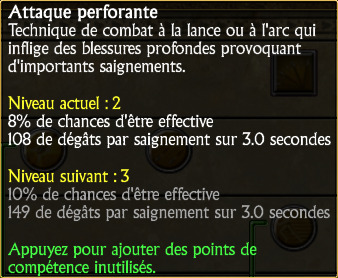 Attaque perforante
Technique de combat à la lance ou à l'arc qui
inflige des blessures profondes provoquant
d'importants saignements.
Niveau actuel : 2
8% de chances d'être effective
108 de dégâts par saignement sur 3.0 secondes
Niveau suivant : 3
10% de chances d'être effective
149 de dégâts par saignement sur 3.0 secondes
Appuyez pour ajouter des points de
compétence inutilisés.